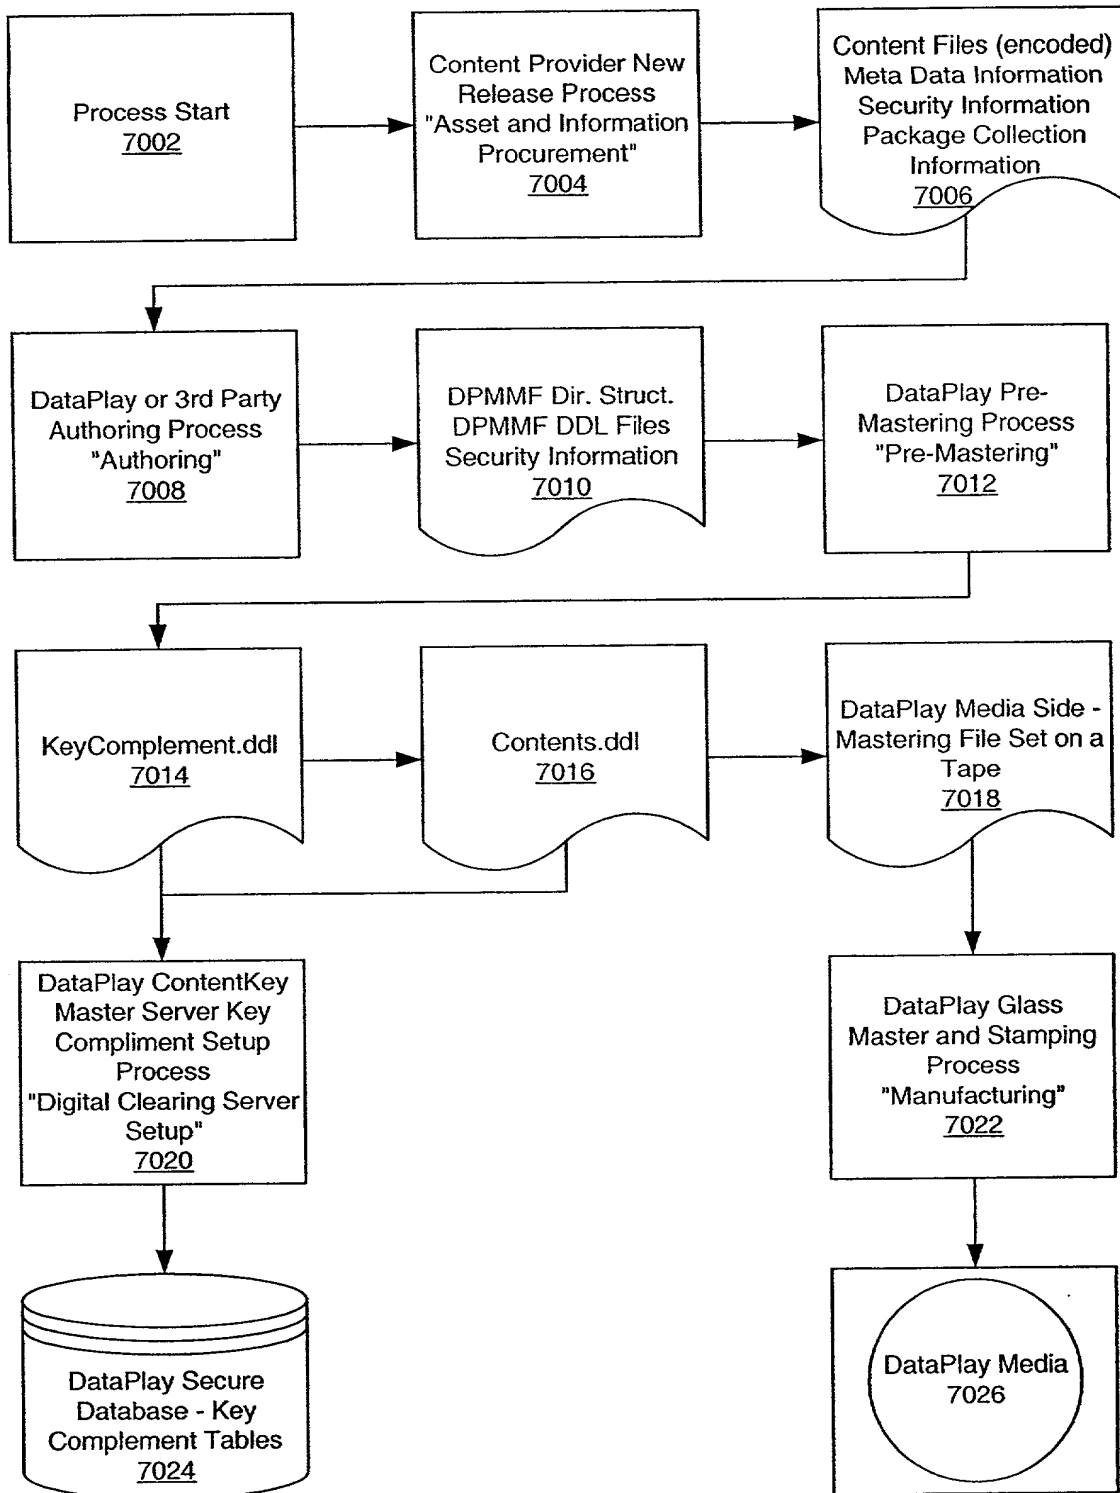 Process Start
7002
Content Provider New
Release Process
"Asset and Information
Procurement"
7004
Content Files (encoded)
Meta Data Information
Security Information
Package Collection
Information
7006
DataPlay or 3rd Party
Authoring Process
"Authoring"
7008
DPMMF Dir. Struct.
DPMMF DDL Files
Security Information
7010
DataPlay Pre-
Mastering Process
"Pre-Mastering"
7012
KeyComplement.ddl
7014
Contents.ddl
7016
DataPlay Media Side -
Mastering File Set on a
Tape
7018
DataPlay ContentKey
Master Server Key
Compliment Setup
Process
"Digital Clearing Server
Setup"
7020
DataPlay Glass
Master and Stamping
Process
"Manufacturing"
7022
DataPlay Secure
Database - Key
Complement Tables
7024
DataPlay Media
7026